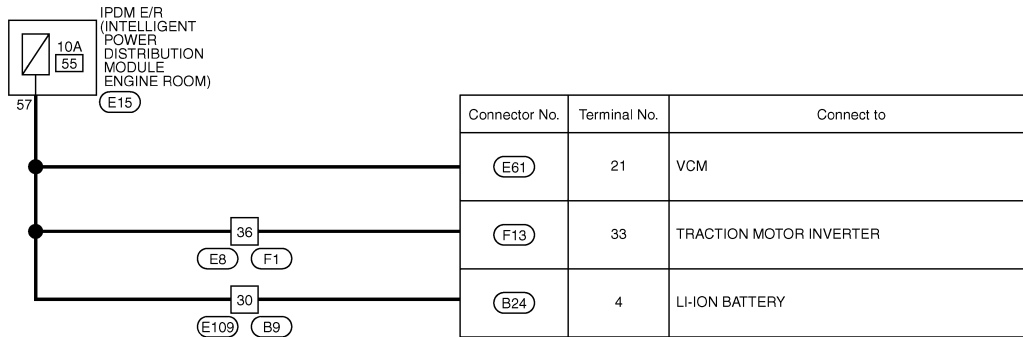 IPDM E/R
(INTELLIGENT
POWER
DISTRIBUTION
MODULE
ENGINE ROOM)
10A
55
57
E15
Connector No. Terminal No. Connect to
E61 21 VCM
36
E8 F1
F13 33 TRACTION MOTOR INVERTER
30
E109 B9
B24 4 LI-ION BATTERY